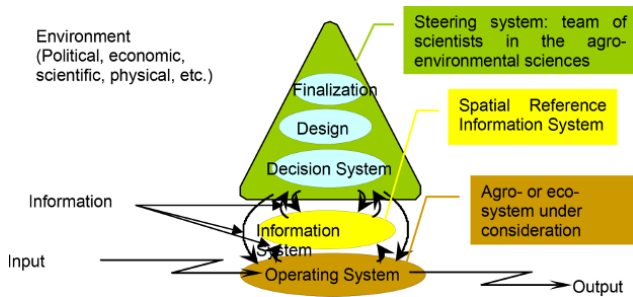 Environment
(Political, economic,
scientific, physical, etc.)
Steering system: team of
scientists in the agro-
environmental sciences
Finalization
Design
Decision System
Spatial Reference
Information System
Information
Information
System
Agro- or eco-
system under
consideration
Input
Operating System
Output